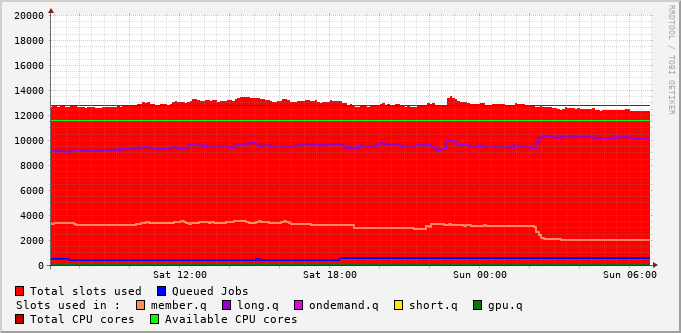 RRDTOOL / TOBI OETIKER
20000
18000
16000
14000
12000
10000
8000
6000
4000
2000
0
Sat 12:00 Sat 18:00 Sun 00:00 Sun 06:00
Total slots used Queued Jobs
Slots used in : member.q long.q ondemand.q short.q gpu.q
Total CPU cores Available CPU cores